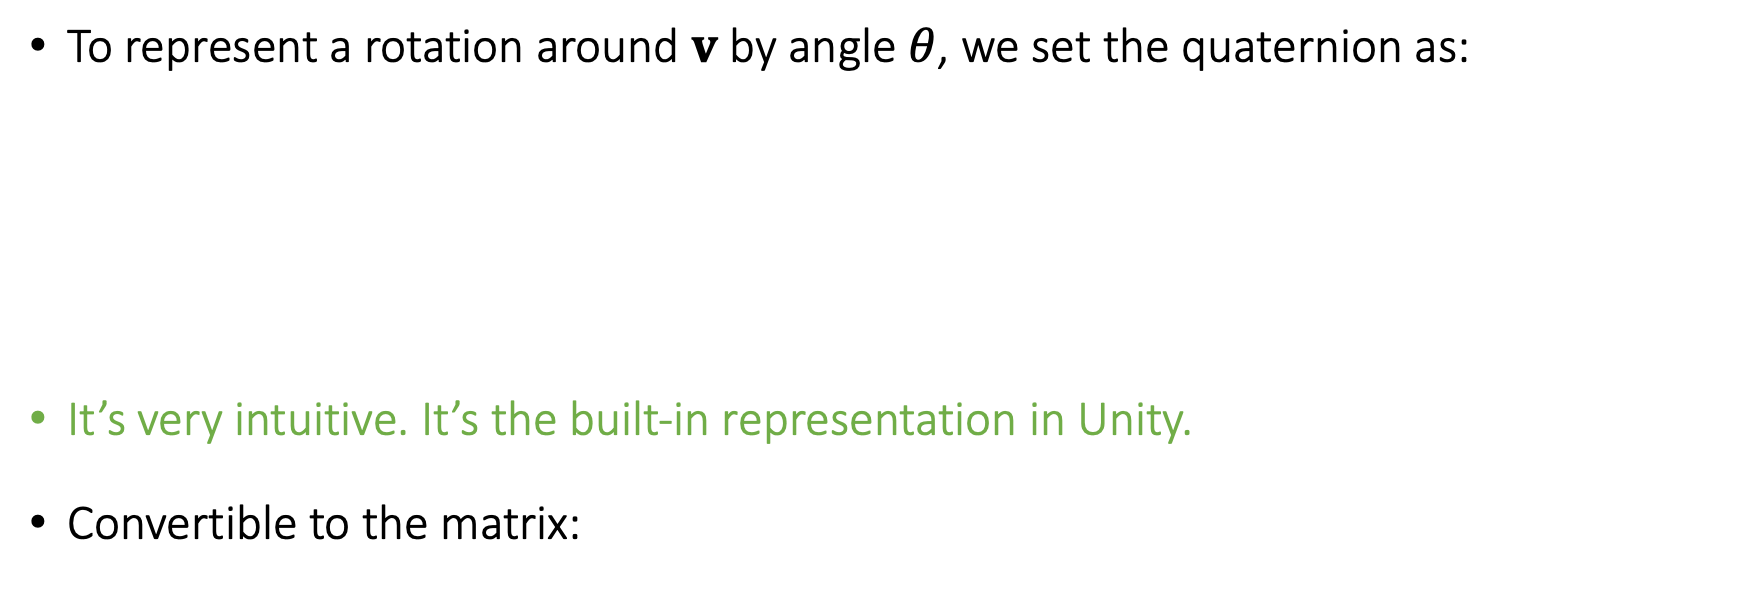 • To represent a rotation around 𝐯 by angle 𝜃, we set the quaternion as:
• It’s very intuitive. It’s the built-in representation in Unity.
• Convertible to the matrix: